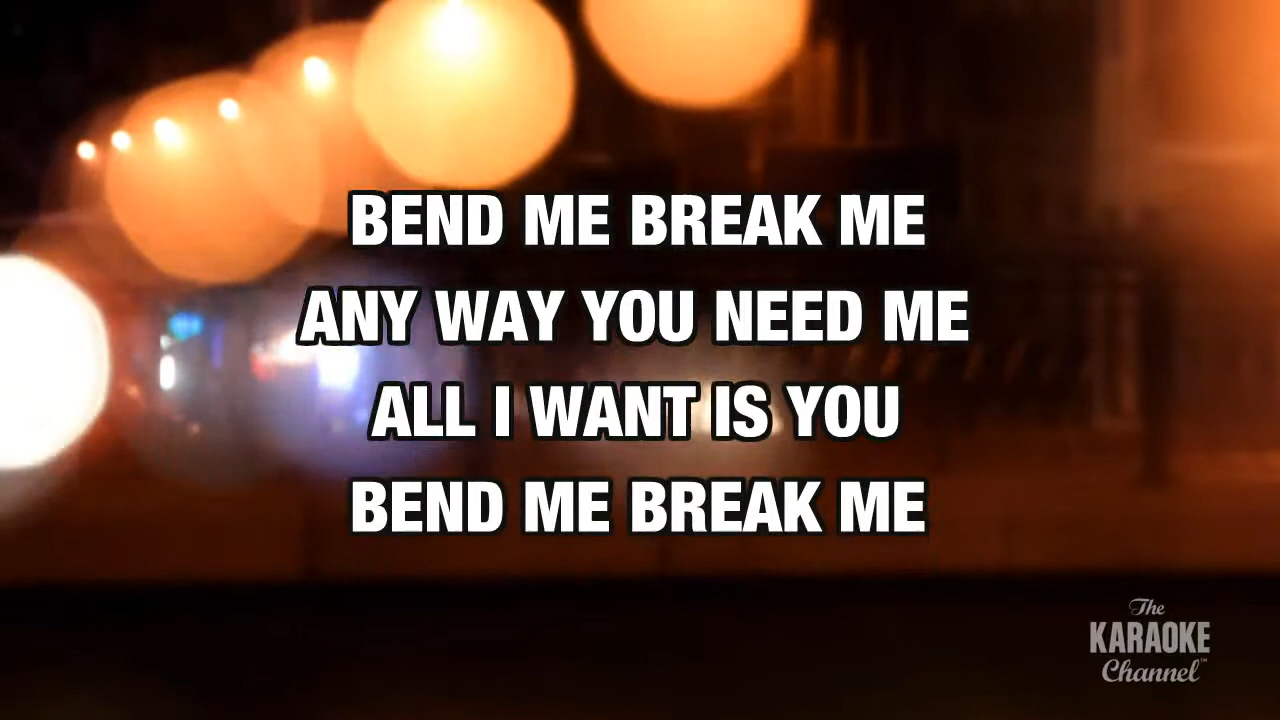 BEND ME BREAK ME
ANY WAY YOU NEED ME
ALL I WANT IS YOU
BEND ME BREAK ME
The
KARAOKE
Channel™